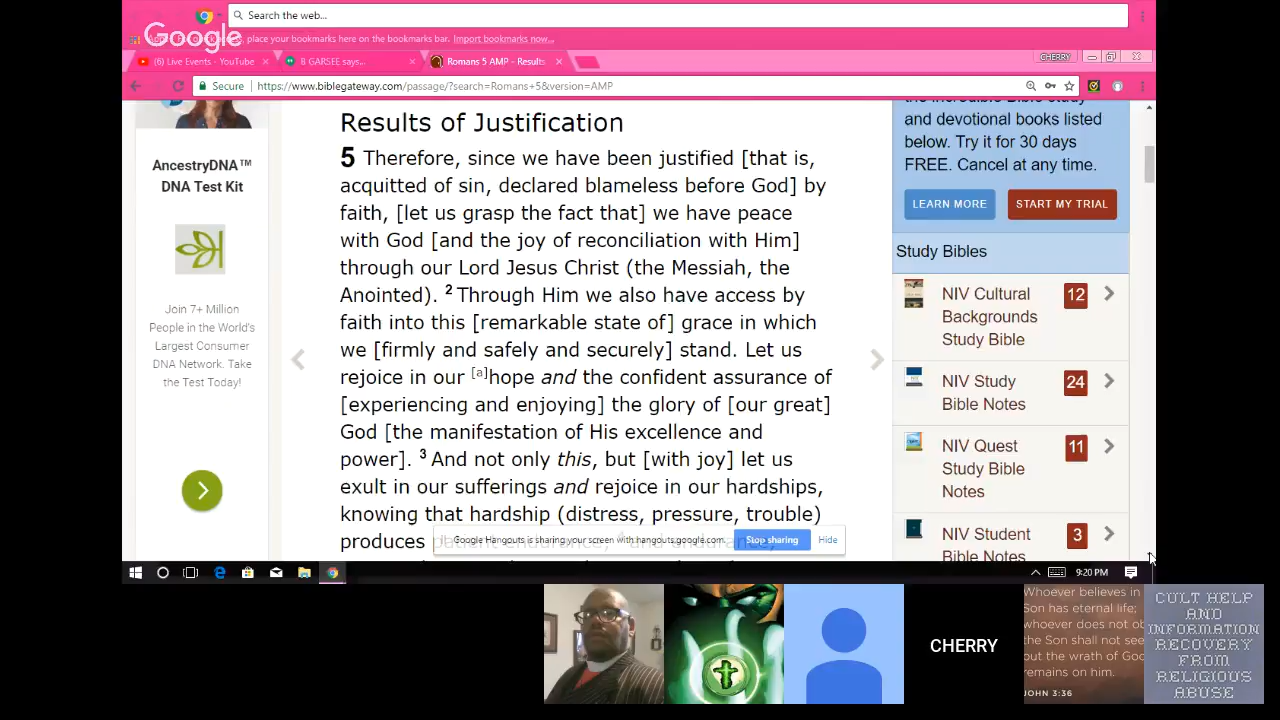 Search the web...
Google
place your bookmarks here on the bookmarks bar. Import bookmarks now...
(6) Live Events - YouTube
B GARSEE says...
Romans 5 AMP - Results
CHERRY
Secure
https://www.biblegateway.com/passage/?search=Romans+5&version=AMP
AncestryDNA™
DNA Test Kit
Join 7+ Million
People in the World's
Largest Consumer
DNA Network. Take
the Test Today!
Results of Justification
5 Therefore, since we have been justified [that is,
acquitted of sin, declared blameless before God] by
faith, [let us grasp the fact that] we have peace
with God [and the joy of reconciliation with Him]
through our Lord Jesus Christ (the Messiah, the
Anointed). 2 Through Him we also have access by
faith into this [remarkable state of] grace in which
we [firmly and safely and securely] stand. Let us
rejoice in our [a]hope and the confident assurance of
[experiencing and enjoying] the glory of [our great]
God [the manifestation of His excellence and
power]. 3 And not only this, but [with joy] let us
exult in our sufferings and rejoice in our hardships,
knowing that hardship (distress, pressure, trouble)
produces
Google Hangouts is sharing your screen with hangouts.google.com.
Stop sharing
Hide
and devotional books listed
below. Try it for 30 days
FREE. Cancel at any time.
LEARN MORE
START MY TRIAL
Study Bibles
NIV Cultural
Backgrounds
Study Bible
12
NIV Study
Bible Notes
24
NIV Quest
Study Bible
Notes
11
NIV Student
Bible Notes
3
9:20 PM
CHERRY
Whoever believes in
Son has eternal life;
whoever does not
the Son shall not see
but the wrath of
remains on him.
JOHN 3:36
CULT HELP
AND
INFORMATION
RECOVERY
FROM
RELIGIOUS
ABUSE